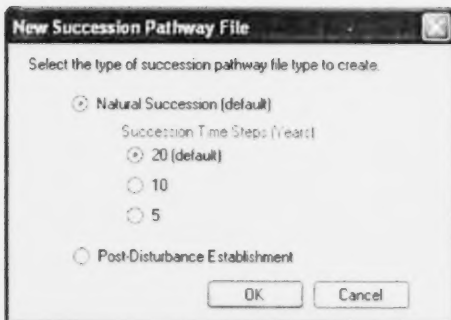 New Succession Pathway File
Select the type of succession pathway file type to create.
Natural Succession (default)
Succession Time Steps (Years)
20 (default)
10
5
Post-Disturbance Establishment
OK Cancel